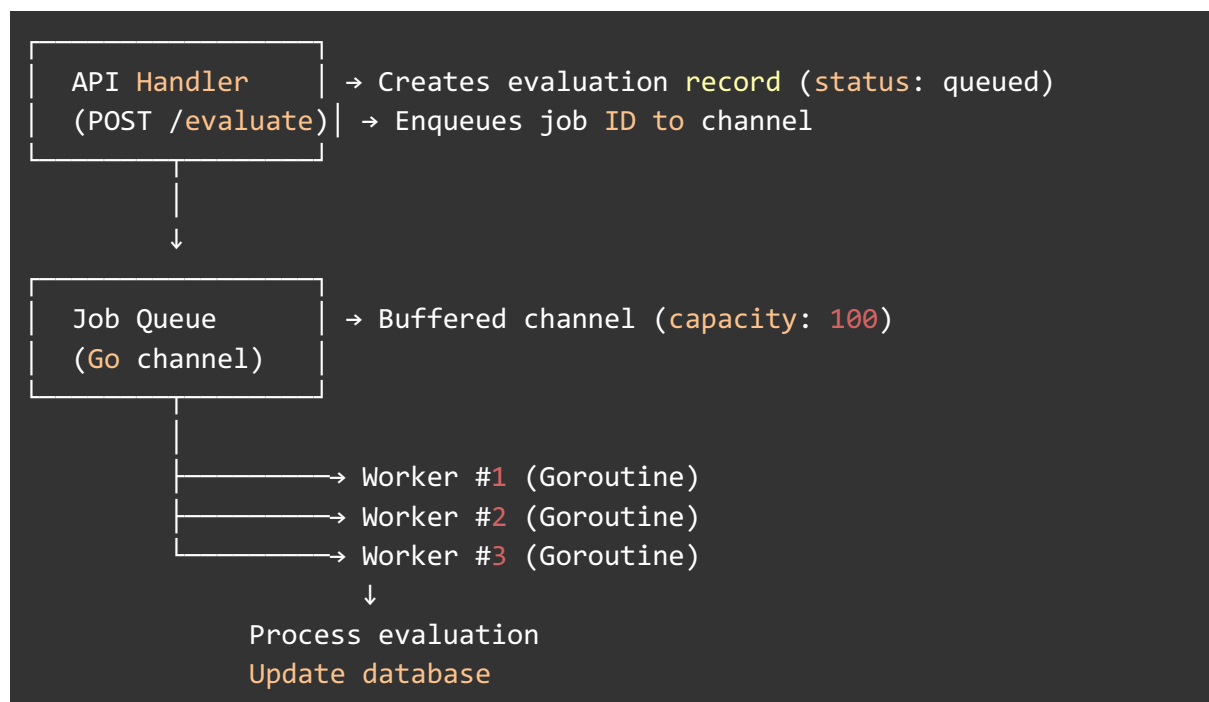 API Handler → Creates evaluation record (status: queued)
(POST /evaluate)│ → Enqueues job ID to channel
↓
Job Queue → Buffered channel (capacity: 100)
(Go channel)
→ Worker #1 (Goroutine)
→ Worker #2 (Goroutine)
→ Worker #3 (Goroutine)
↓
Process evaluation
Update database